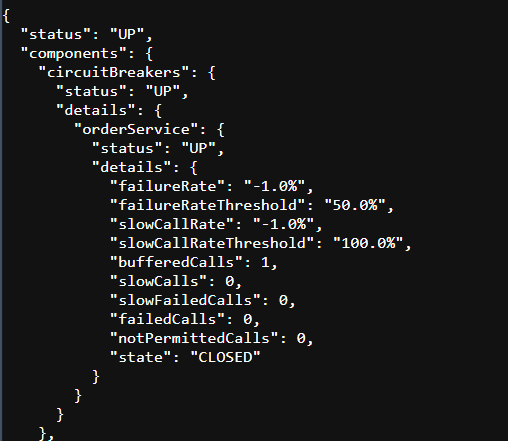 {
  "status": "UP",
  "components": {
    "circuitBreakers": {
      "status": "UP",
      "details": {
        "orderService": {
          "status": "UP",
          "details": {
            "failureRate": "-1.0%",
            "failureRateThreshold": "50.0%",
            "slowCallRate": "-1.0%",
            "slowCallRateThreshold": "100.0%",
            "bufferedCalls": 1,
            "slowCalls": 0,
            "slowFailedCalls": 0,
            "failedCalls": 0,
            "notPermittedCalls": 0,
            "state": "CLOSED"
          }
        }
      }
    },